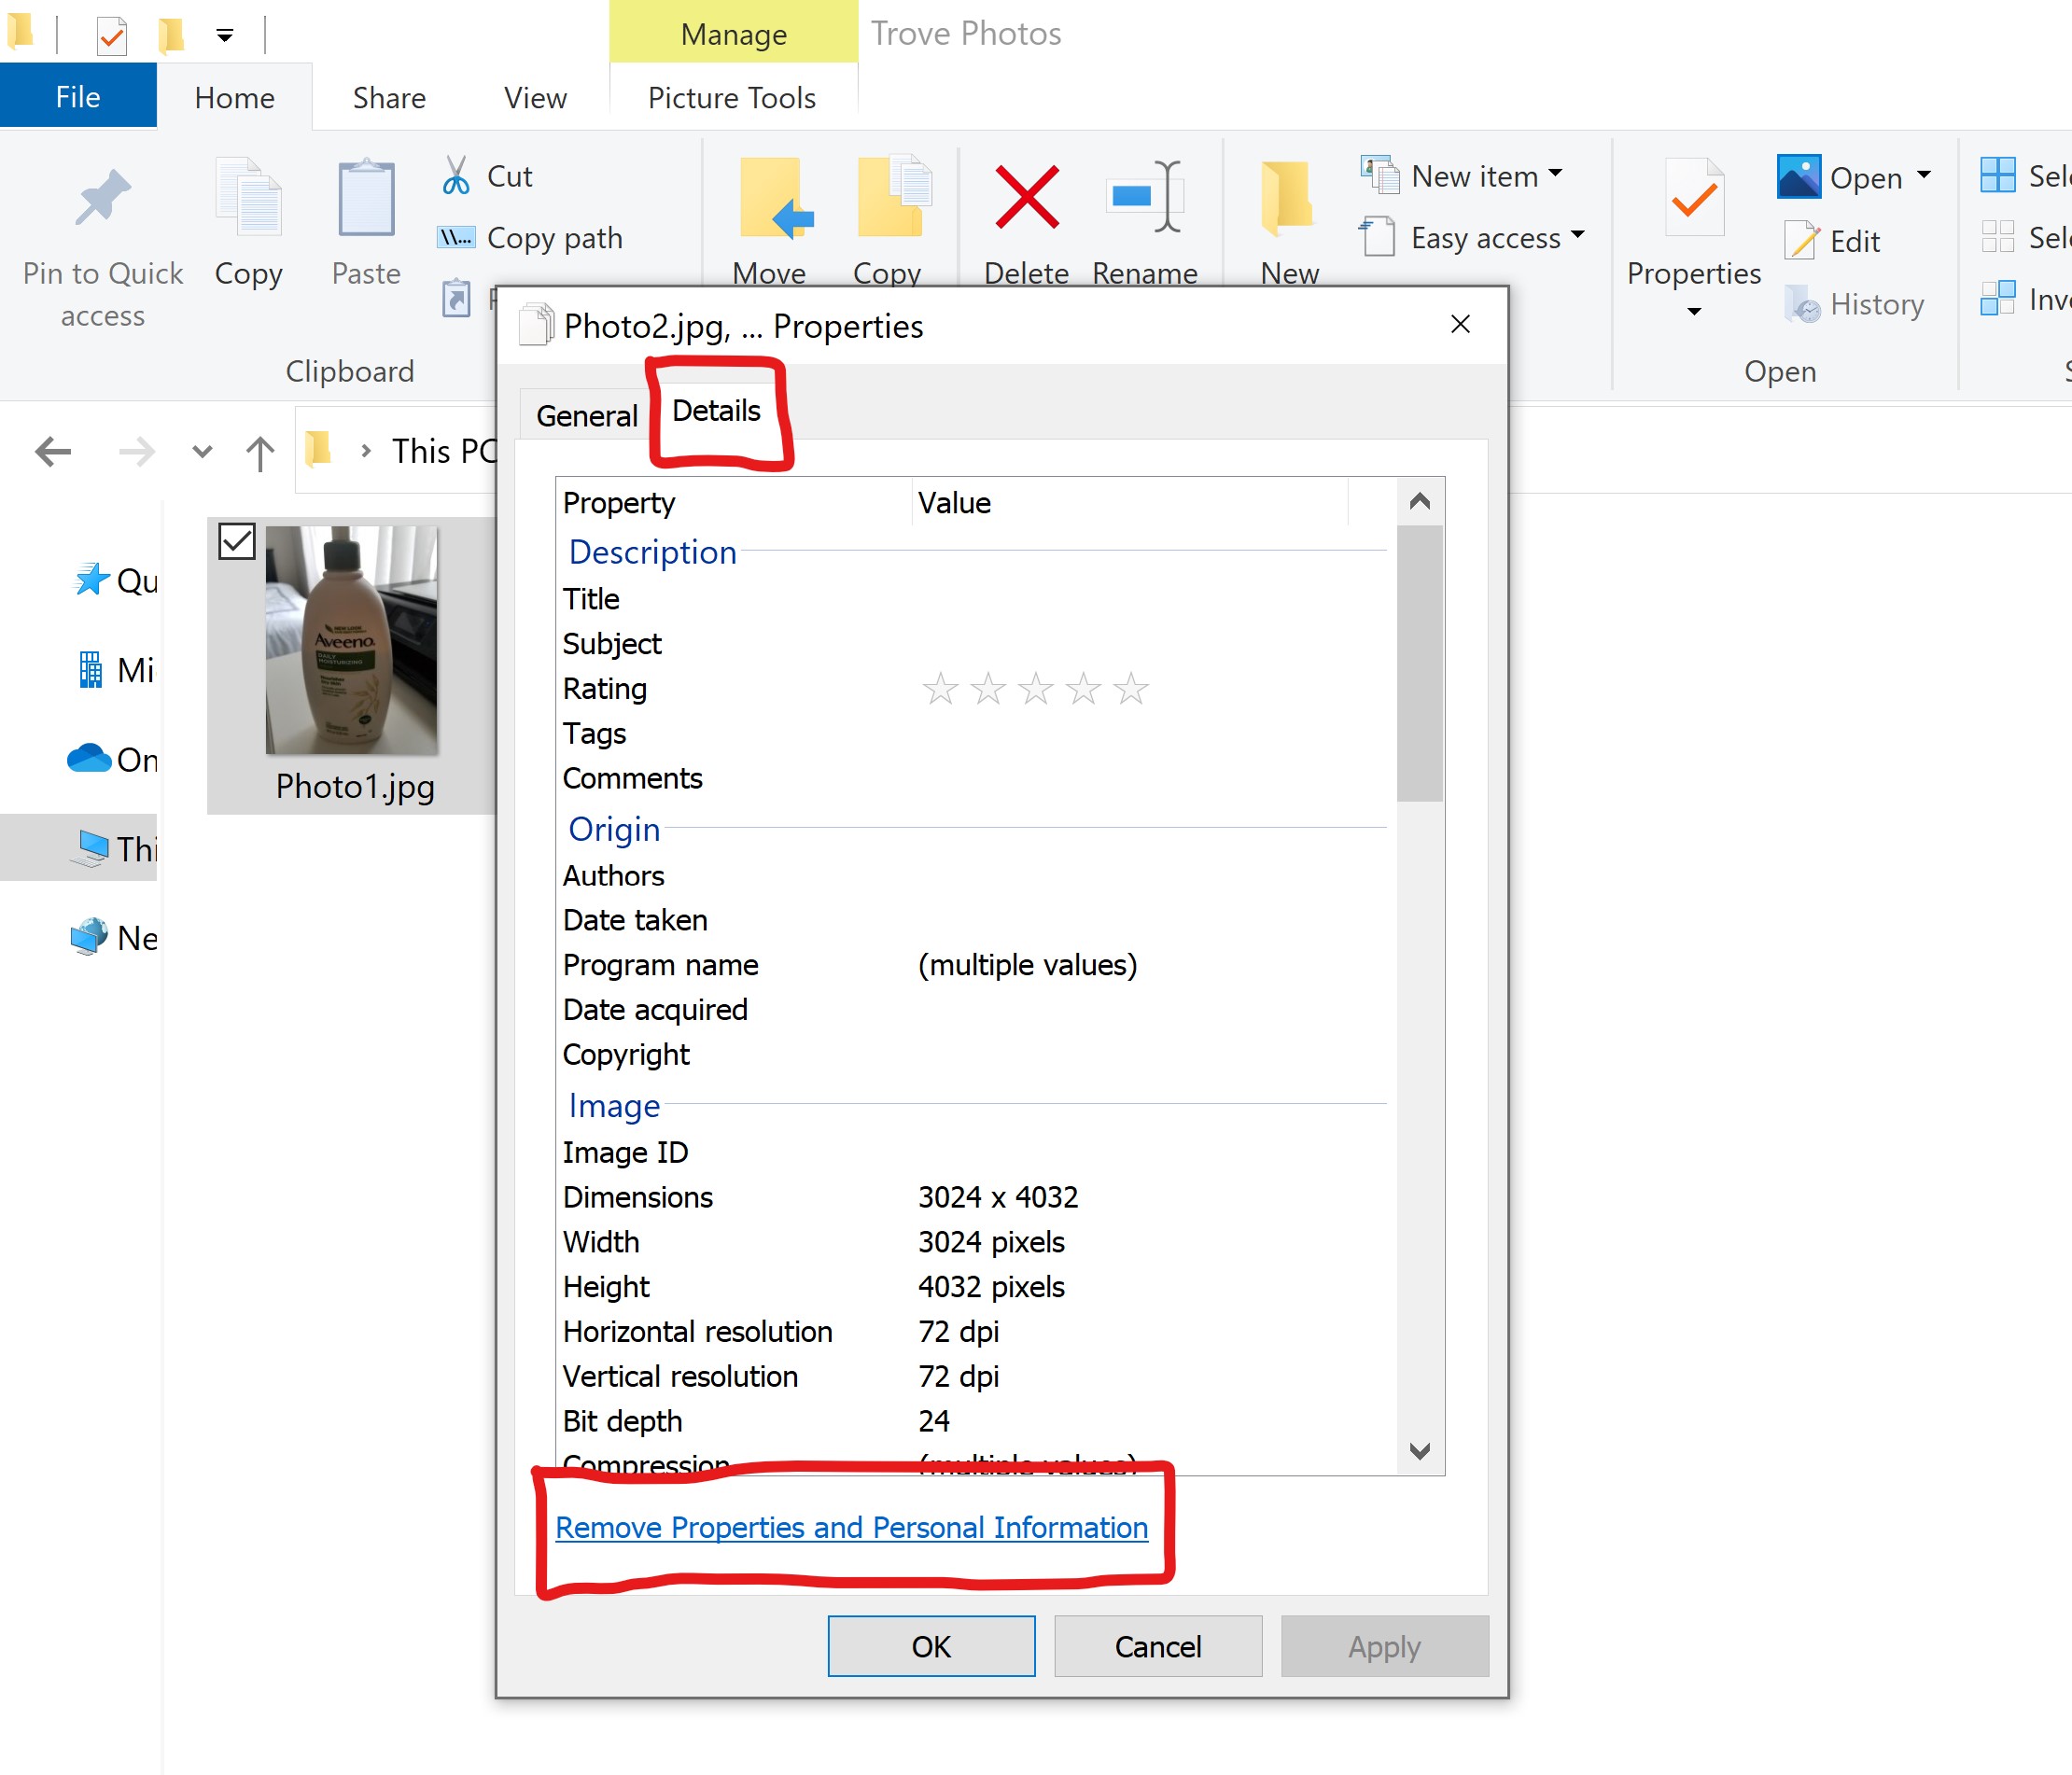 Manage
Trove Photos
File
Home
Share
View
Picture Tools
Pin to Quick
access
Copy
Paste
Cut
\\...
Copy path
Clipboard
Move
Copy
Delete
Rename
New
New item
Easy access
Properties
Open
Edit
History
Open
Photo2.jpg, ... Properties
General
Details
This PC
Property Value
Description
Title
Subject
Rating
Tags
Comments
Origin
Authors
Date taken
Program name (multiple values)
Date acquired
Copyright
Image
Image ID
Dimensions 3024 x 4032
Width 3024 pixels
Height 4032 pixels
Horizontal resolution 72 dpi
Vertical resolution 72 dpi
Bit depth 24
Compression (multiple values)
Remove Properties and Personal Information
OK
Cancel
Apply
Qu
Mi
On
Thi
Ne
NEW LOOK
Aveeno
DAILY
MOISTURIZING
Photo1.jpg